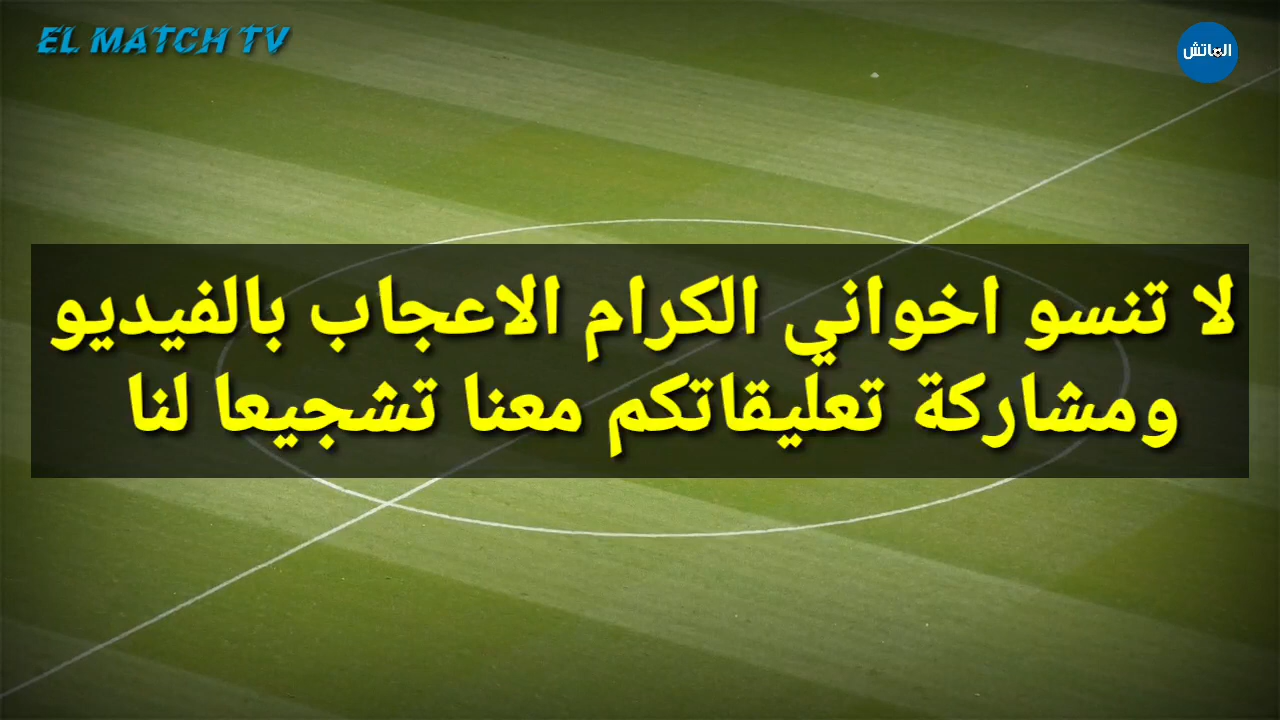 EL MATCH TV
الماتش
لا تنسو اخواني الكرام الاعجاب بالفيديو
ومشاركة تعليقاتكم معنا تشجيعا لنا